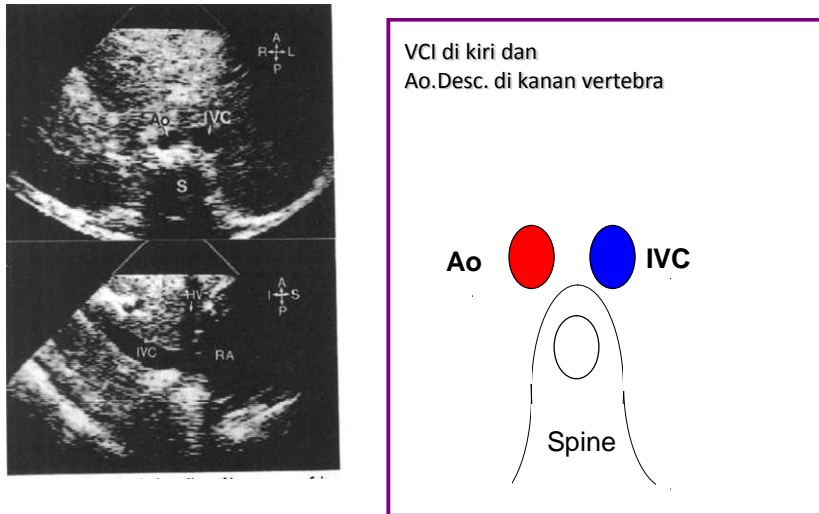 A
R L
P
Ao IVC
S
HV
A
I S
P
IVC
RA
VCI di kiri dan
Ao.Desc. di kanan vertebra
Ao
IVC
Spine